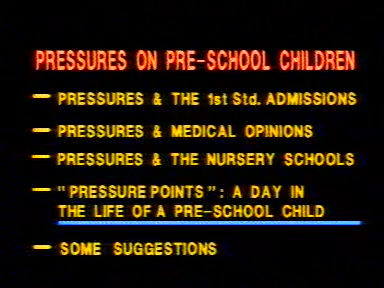 PRESSURES ON PRE-SCHOOL CHILDREN
— PRESSURES & THE 1st Std. ADMISSIONS
— PRESSURES & MEDICAL OPINIONS
— PRESSURES & THE NURSERY SCHOOLS
— "PRESSURE POINTS": A DAY IN
THE LIFE OF A PRE-SCHOOL CHILD
— SOME SUGGESTIONS